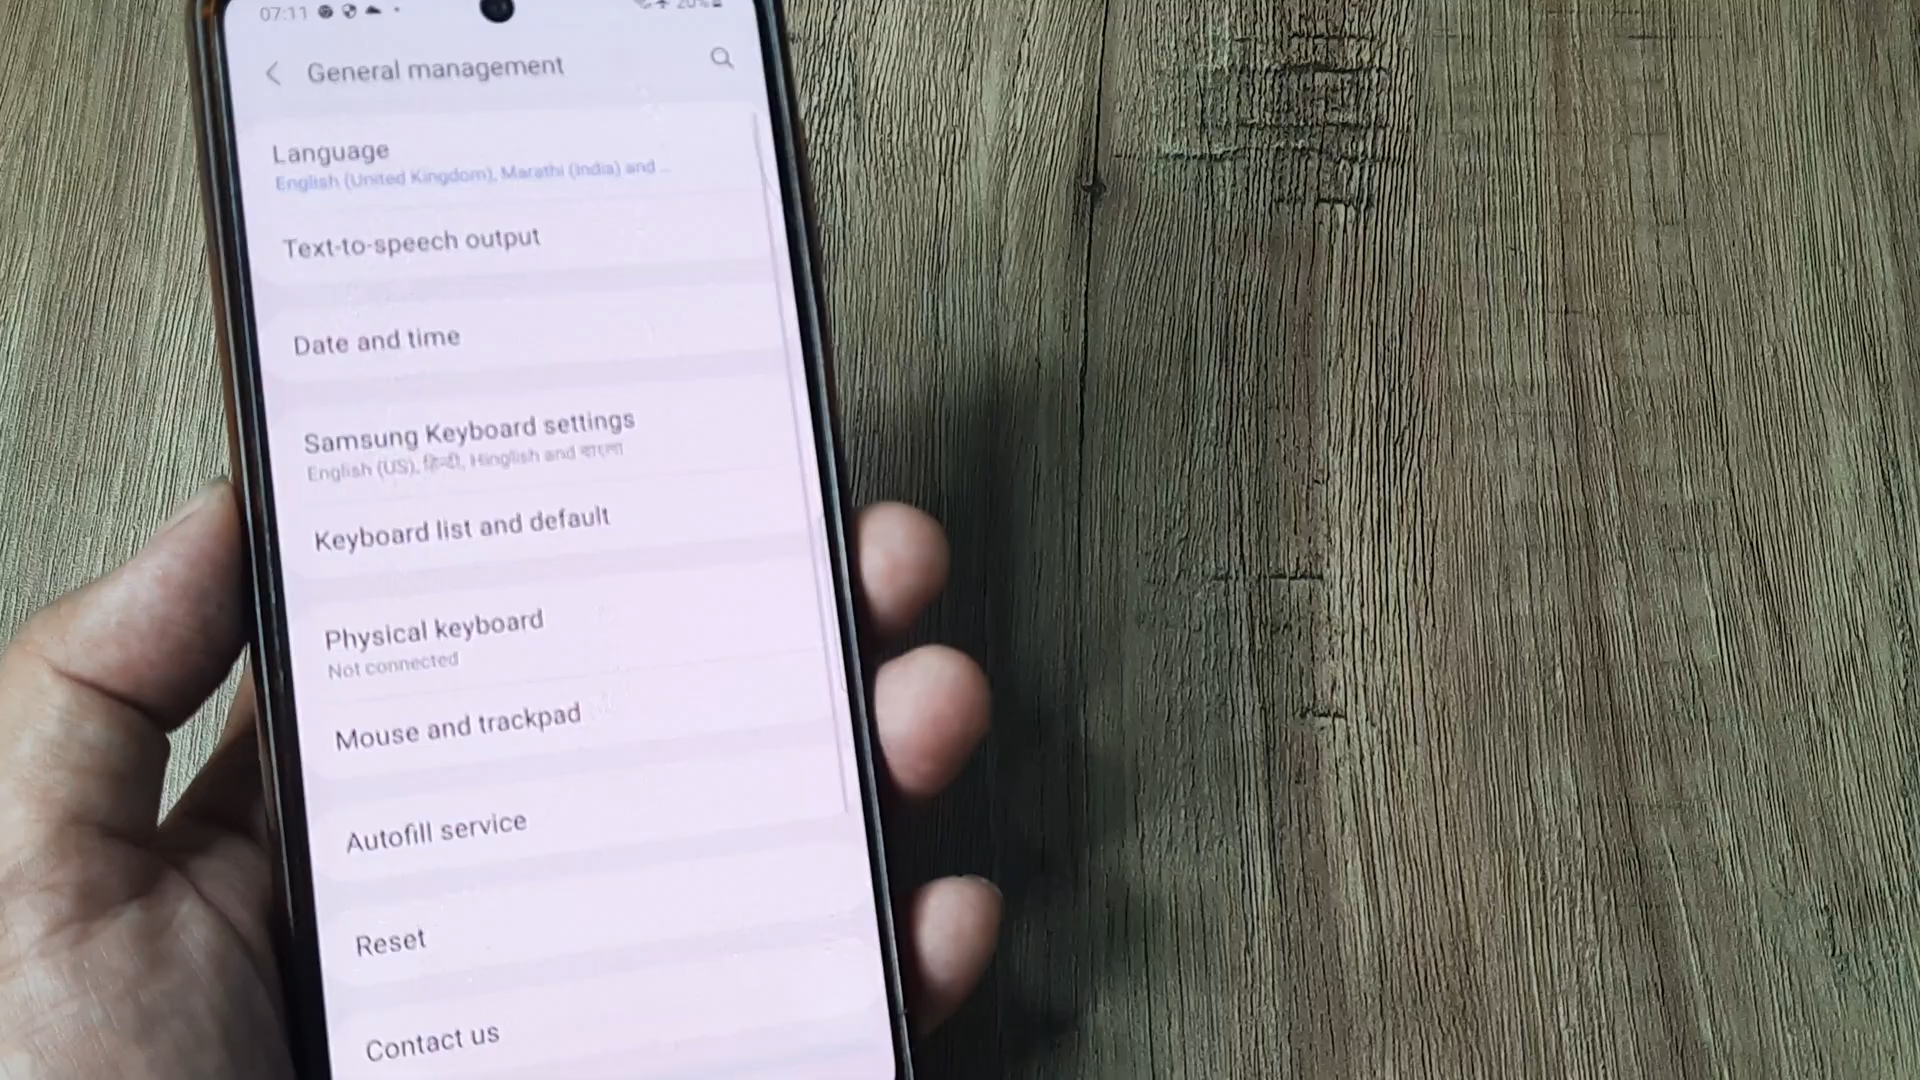 07:11
20%
General management
Language
English (United Kingdom), Marathi (India) and ...
Text-to-speech output
Date and time
Samsung Keyboard settings
English (US), हिन्दी, Hinglish and বাংলা
Keyboard list and default
Physical keyboard
Not connected
Mouse and trackpad
Autofill service
Reset
Contact us